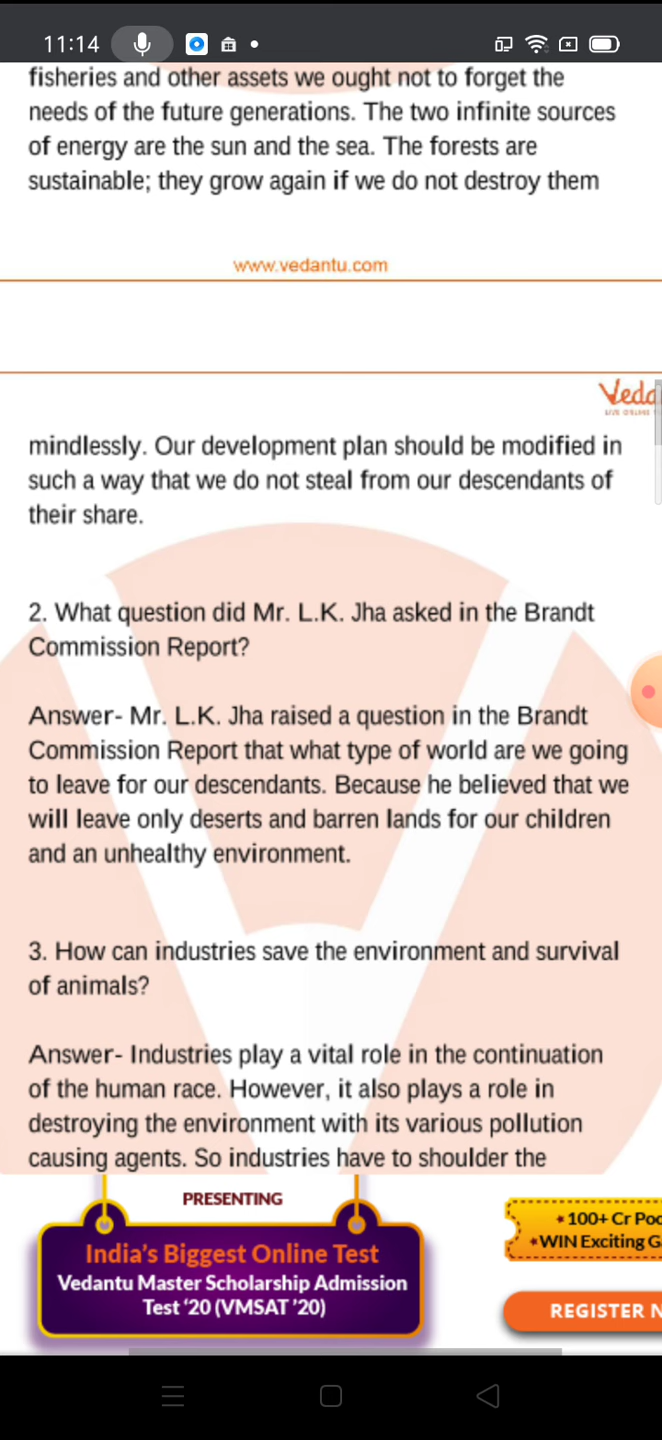 11:14
fisheries and other assets we ought not to forget the
needs of the future generations. The two infinite sources
of energy are the sun and the sea. The forests are
sustainable; they grow again if we do not destroy them
www.vedantu.com
mindlessly. Our development plan should be modified in
such a way that we do not steal from our descendants of
their share.
2. What question did Mr. L.K. Jha asked in the Brandt
Commission Report?
Answer- Mr. L.K. Jha raised a question in the Brandt
Commission Report that what type of world are we going
to leave for our descendants. Because he believed that we
will leave only deserts and barren lands for our children
and an unhealthy environment.
3. How can industries save the environment and survival
of animals?
Answer- Industries play a vital role in the continuation
of the human race. However, it also plays a role in
destroying the environment with its various pollution
causing agents. So industries have to shoulder the
PRESENTING
India's Biggest Online Test
Vedantu Master Scholarship Admission
Test '20 (VMSAT '20)
100+ Cr
WIN Exciting
REGISTER